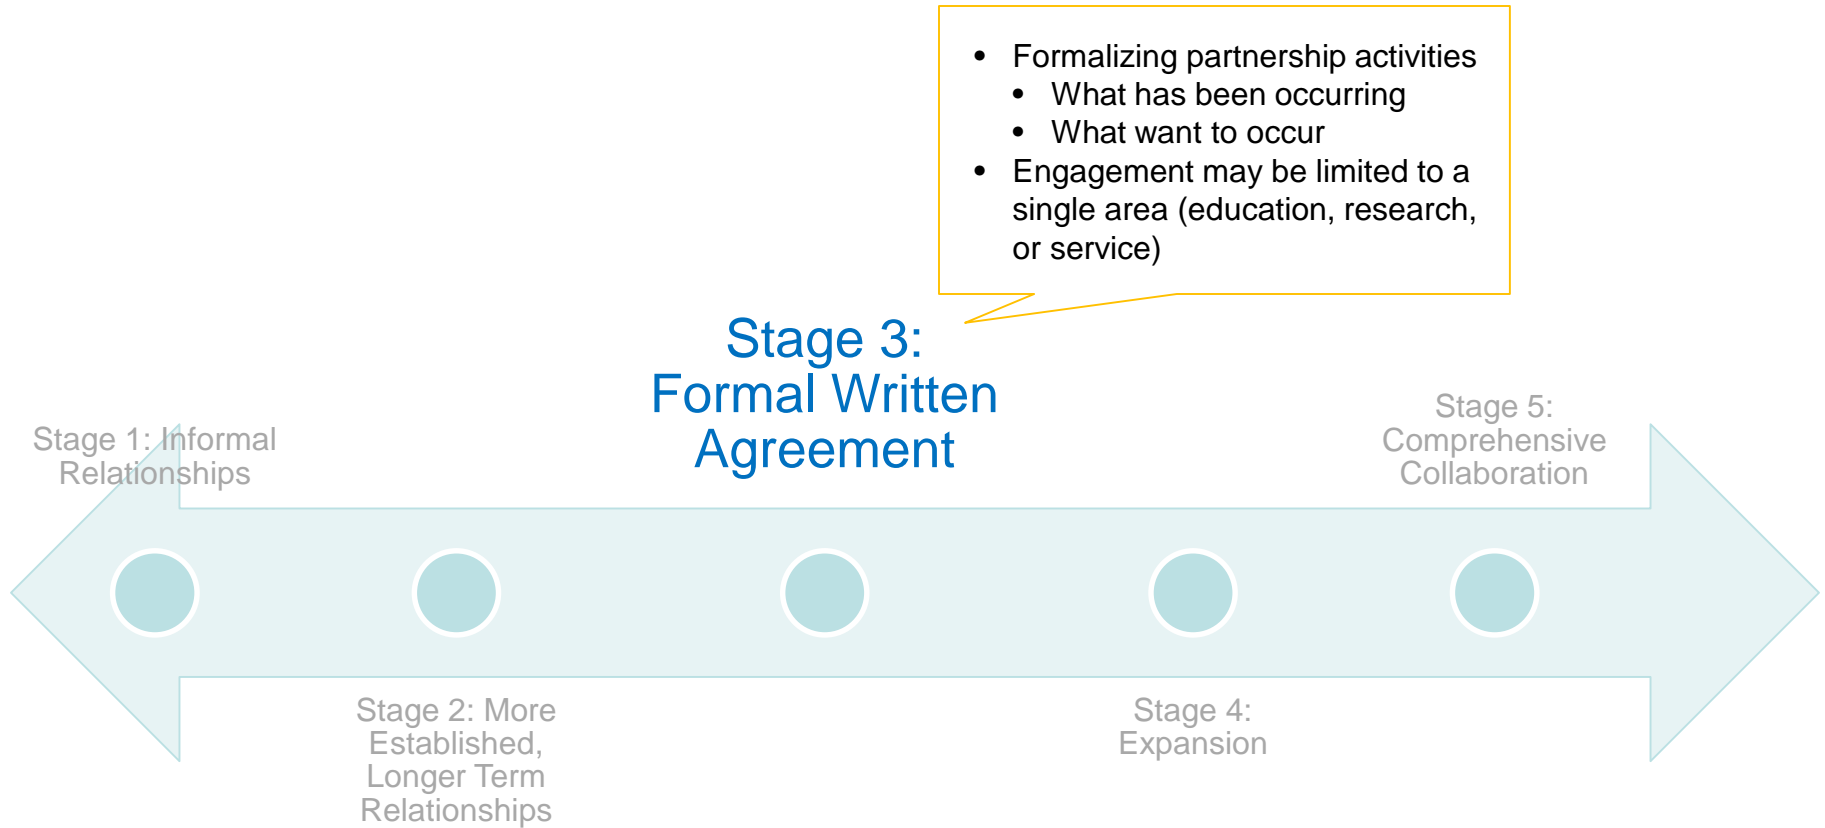 • Formalizing partnership activities
• What has been occurring
• What want to occur
• Engagement may be limited to a
single area (education, research,
or service)
Stage 3:
Formal Written
Agreement
Stage 1: Informal
Relationships
Stage 5:
Comprehensive
Collaboration
Stage 2: More
Established,
Longer Term
Relationships
Stage 4:
Expansion